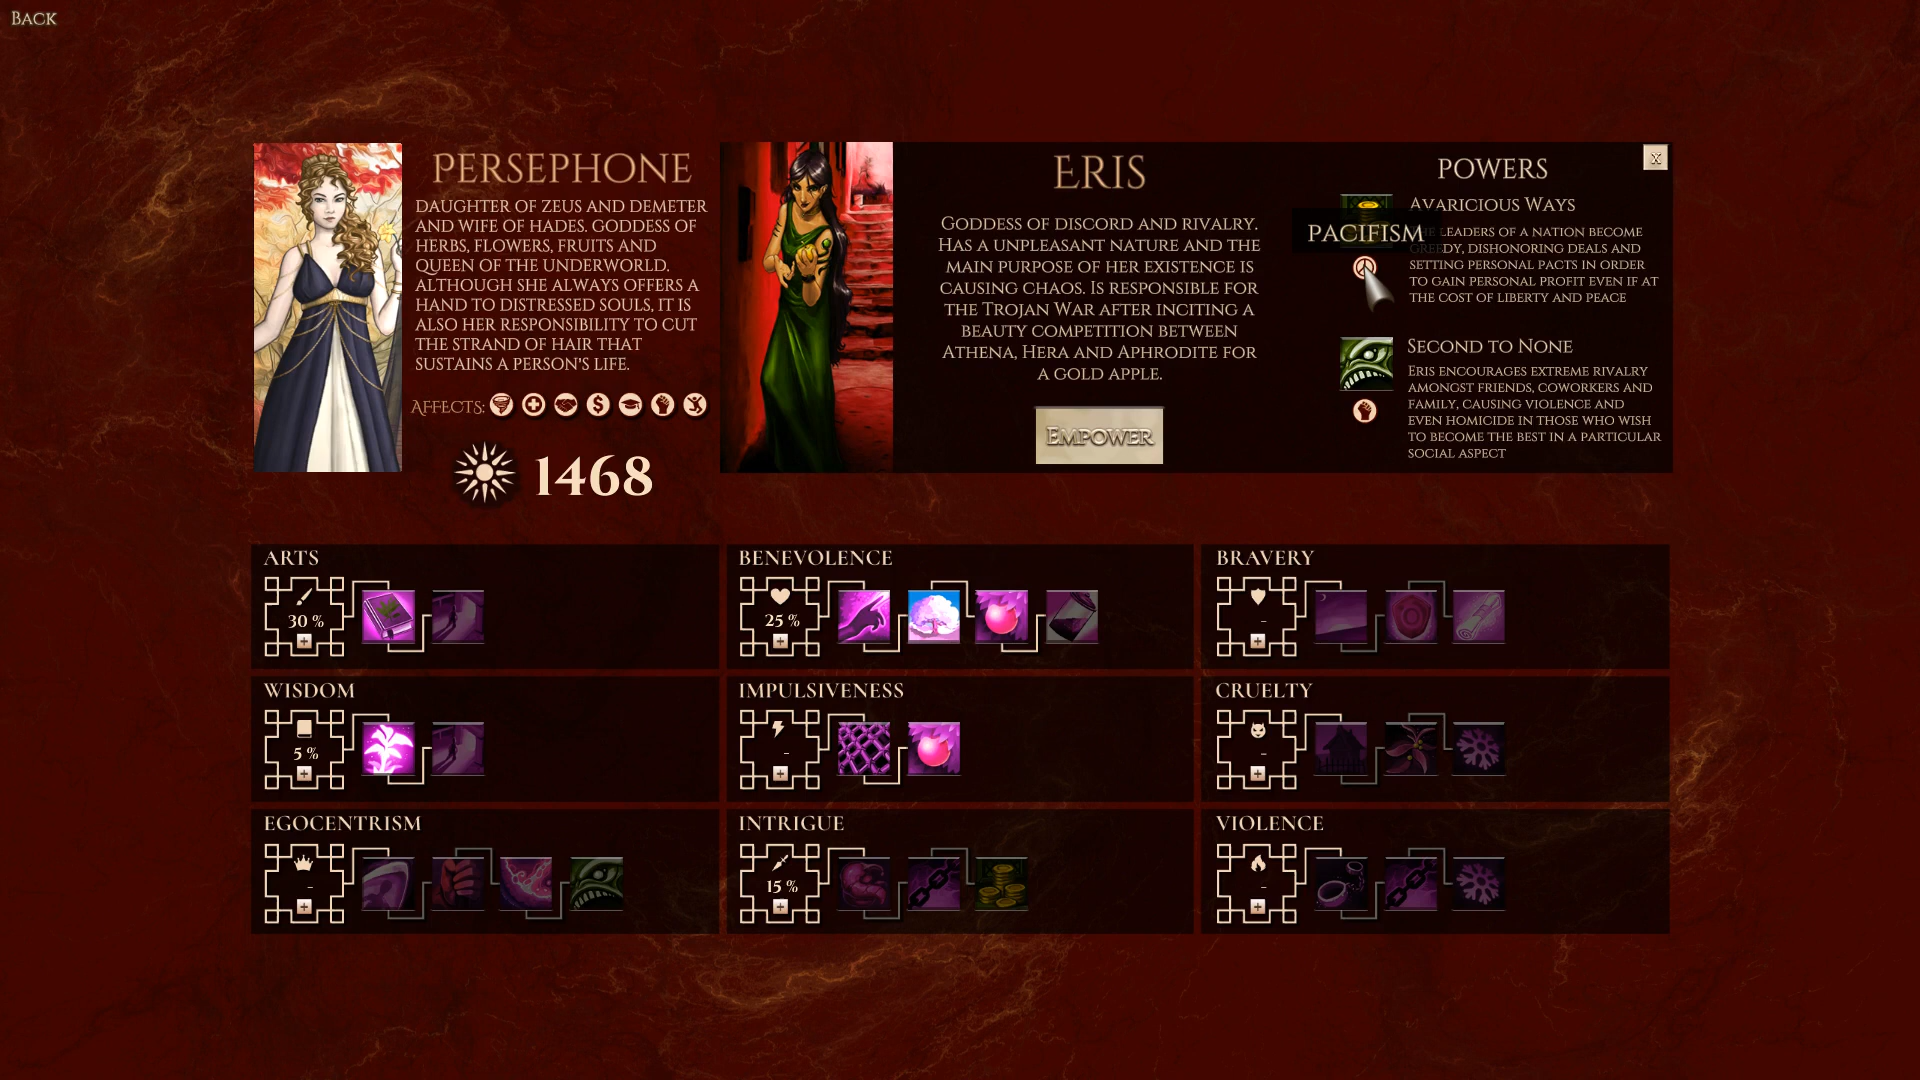 Back
Persephone
Daughter of Zeus and Demeter
and wife of Hades. Goddess of
herbs, flowers, fruits and
queen of the underworld.
Although she always offers a
hand to distressed souls, it is
also her responsibility to cut
the strand of hair that
sustains a person's life.
Affects:
1468
Eris
Goddess of discord and rivalry.
Has a unpleasant nature and the
main purpose of her existence is
causing chaos. Is responsible for
the Trojan War after inciting a
beauty competition between
Athena, Hera and Aphrodite for
a gold apple.
Empower
Powers
x
Avaricious Ways
Pacifism
leaders of a nation become
greedy, dishonoring deals and
setting personal pacts in order
to gain personal profit even if at
the cost of liberty and peace
Second to None
Eris encourages extreme rivalry
amongst friends, coworkers and
family, causing violence and
even homicide in those who wish
to become the best in a particular
social aspect
ARTS
30 %
+
BENEVOLENCE
25 %
+
BRAVERY
-
+
WISDOM
5 %
+
IMPULSIVENESS
-
+
CRUELTY
-
+
EGOCENTRISM
-
+
INTRIGUE
15 %
+
VIOLENCE
-
+